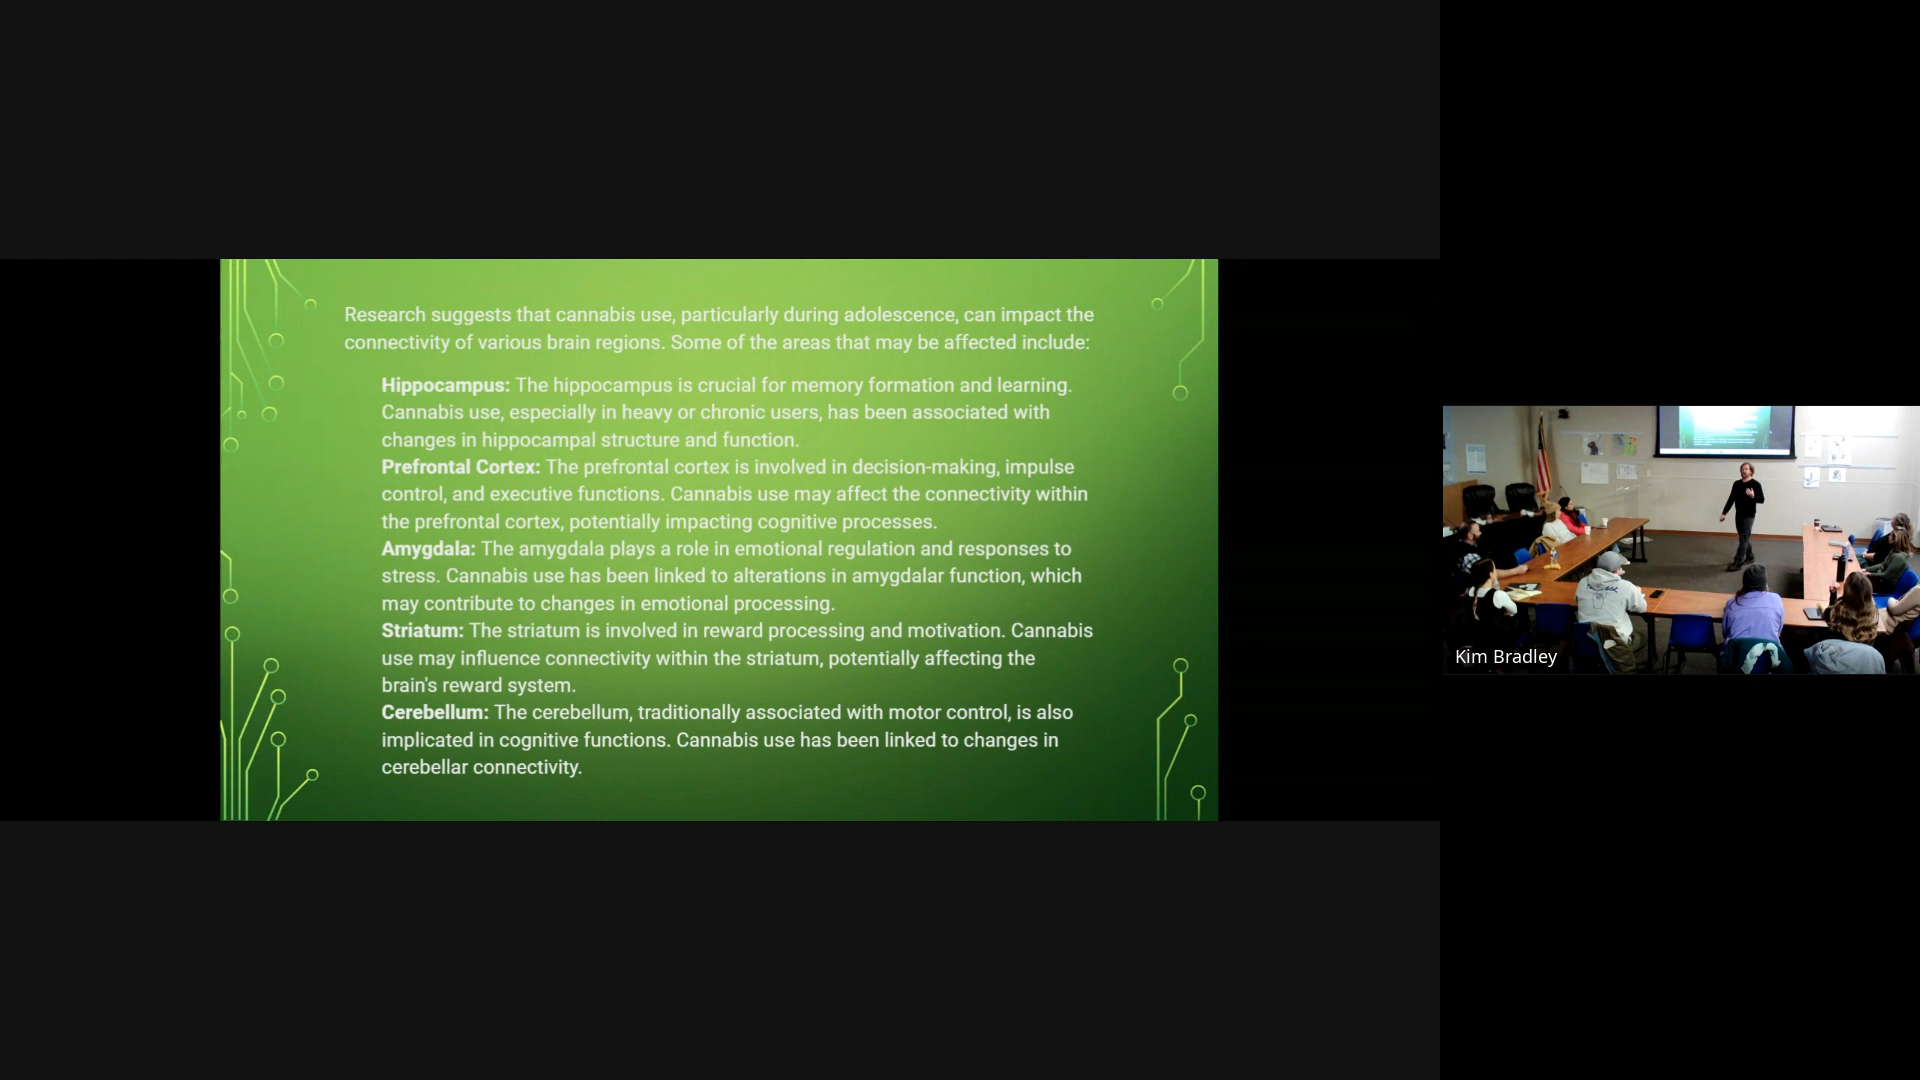 Research suggests that cannabis use, particularly during adolescence, can impact the
connectivity of various brain regions. Some of the areas that may be affected include:
Hippocampus: The hippocampus is crucial for memory formation and learning.
Cannabis use, especially in heavy or chronic users, has been associated with
changes in hippocampal structure and function.
Prefrontal Cortex: The prefrontal cortex is involved in decision-making, impulse
control, and executive functions. Cannabis use may affect the connectivity within
the prefrontal cortex, potentially impacting cognitive processes.
Amygdala: The amygdala plays a role in emotional regulation and responses to
stress. Cannabis use has been linked to alterations in amygdalar function, which
may contribute to changes in emotional processing.
Striatum: The striatum is involved in reward processing and motivation. Cannabis
use may influence connectivity within the striatum, potentially affecting the
brain's reward system.
Cerebellum: The cerebellum, traditionally associated with motor control, is also
implicated in cognitive functions. Cannabis use has been linked to changes in
cerebellar connectivity.
Kim Bradley